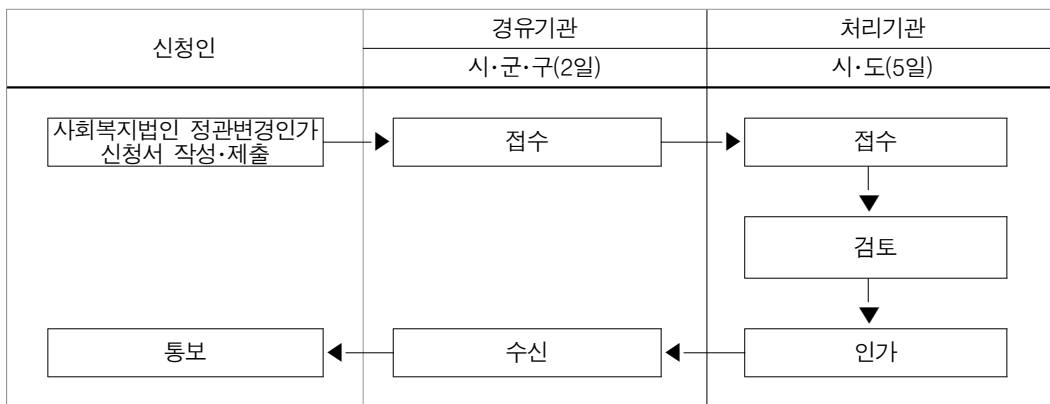 신청인
경유기관
처리기관
시·군·구(2일)
시·도(5일)
사회복지법인 정관변경인가
신청서 작성·제출
접수
접수
검토
통보
수신
인가